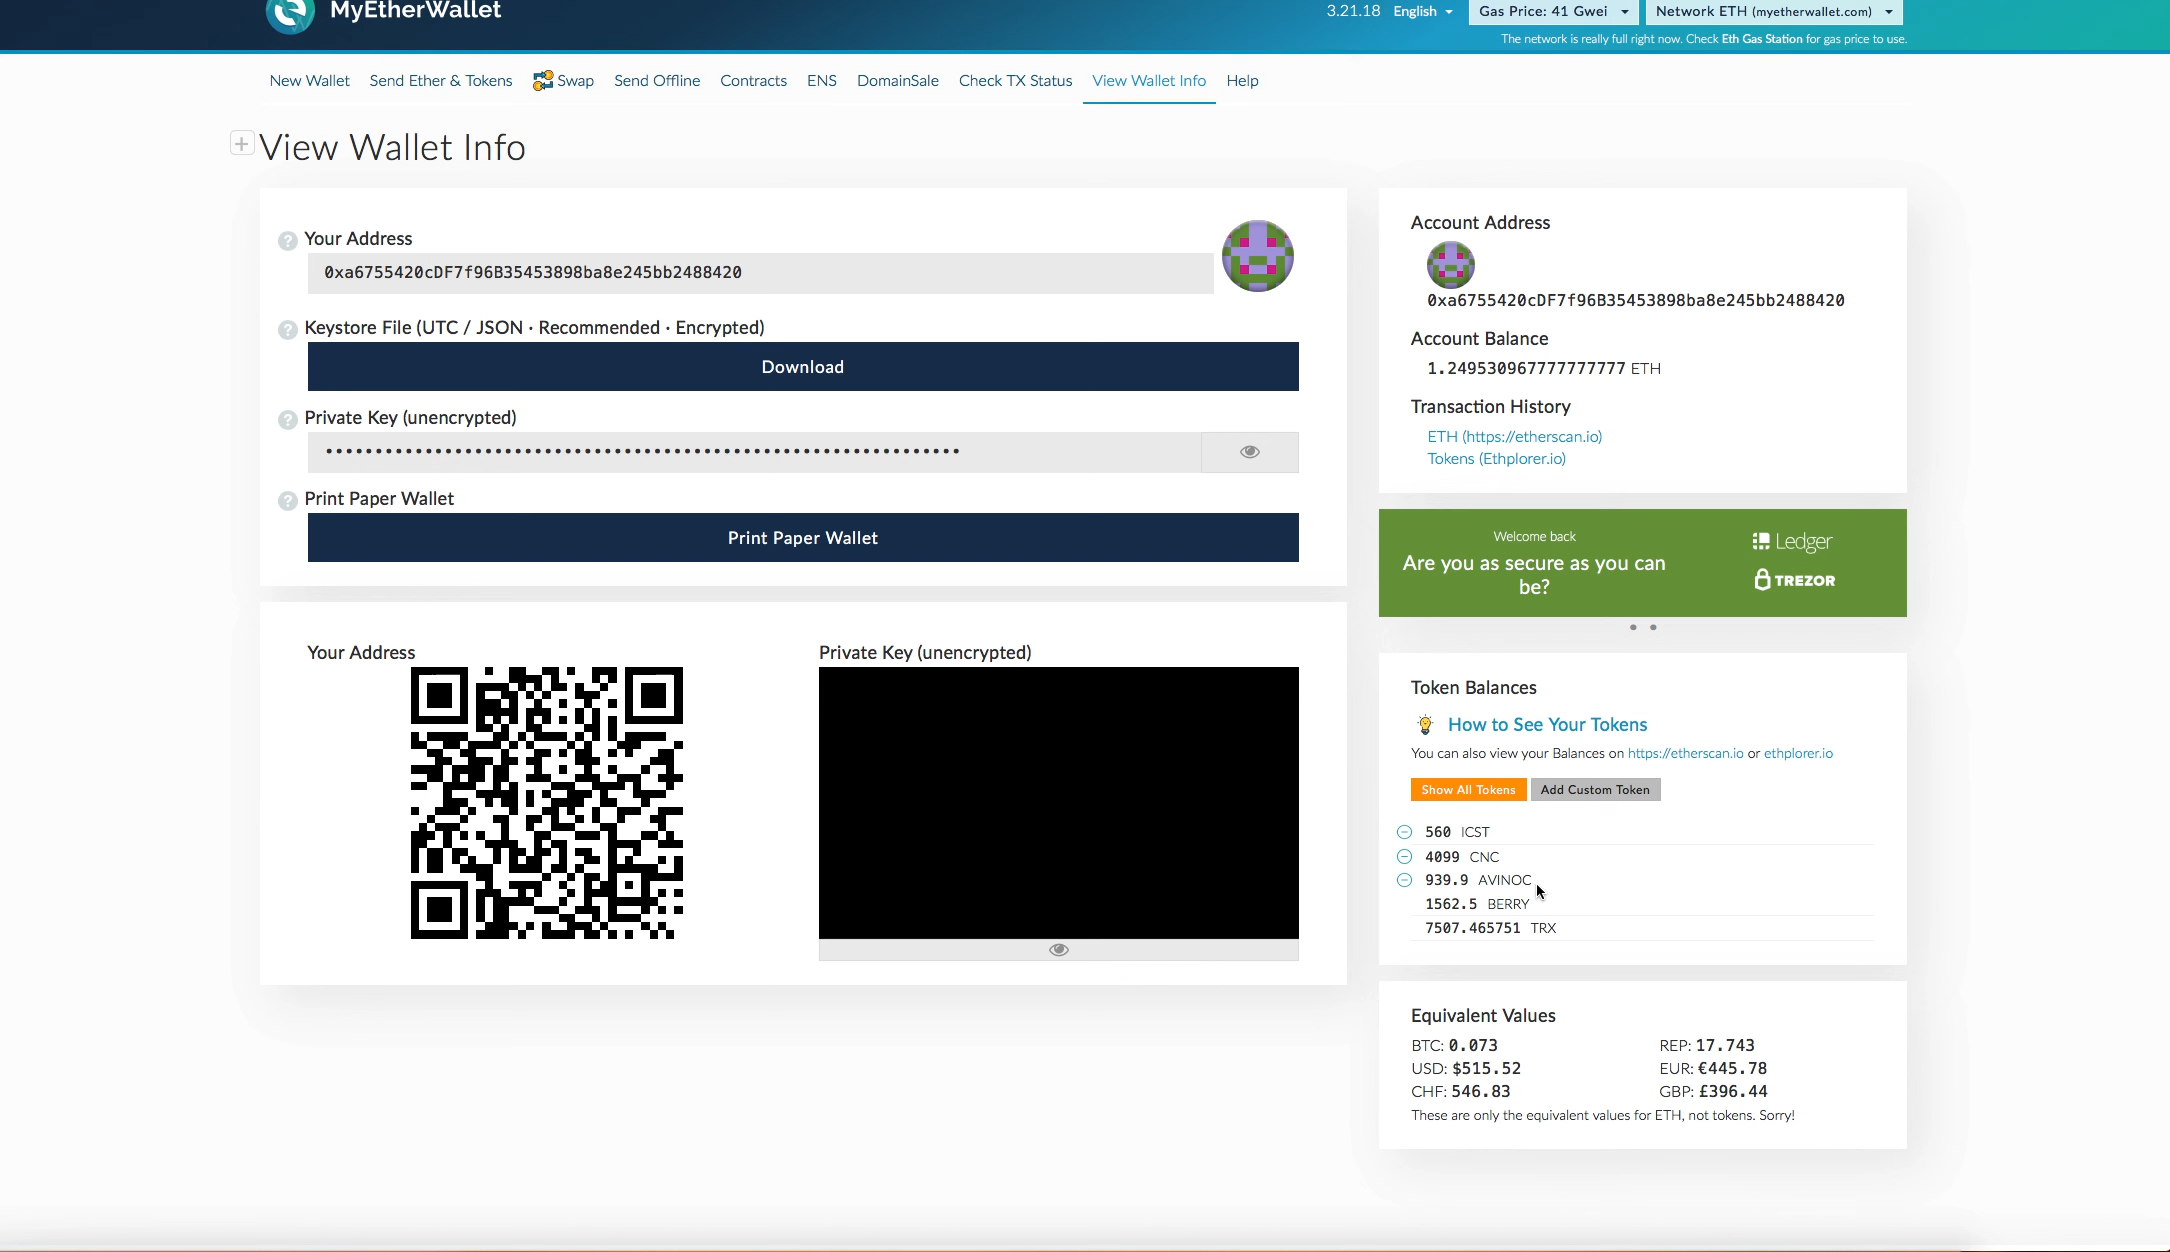 MyEtherWallet
3.21.18 English Gas Price: 41 Gwei Network ETH (myetherwallet.com)
The network is really full right now. Check Eth Gas Station for gas price to use.
New Wallet Send Ether & Tokens Swap Send Offline Contracts ENS DomainSale Check TX Status View Wallet Info Help
View Wallet Info
Your Address
0xa6755420cDF7f96B35453898ba8e245bb2488420
Keystore File (UTC / JSON · Recommended · Encrypted)
Download
Private Key (unencrypted)
Print Paper Wallet
Print Paper Wallet
Your Address
Private Key (unencrypted)
Account Address
0xa6755420cDF7f96B35453898ba8e245bb2488420
Account Balance
1.249530967777777777 ETH
Transaction History
ETH (https://etherscan.io)
Tokens (Ethplorer.io)
Welcome back
Are you as secure as you can
be?
Ledger
TREZOR
Token Balances
How to See Your Tokens
You can also view your Balances on https://etherscan.io or ethplorer.io
Show All Tokens Add Custom Token
560 ICST
4099 CNC
939.9 AVINOC
1562.5 BERRY
7507.465751 TRX
Equivalent Values
BTC: 0.073 REP: 17.743
USD: $515.52 EUR: €445.78
CHF: 546.83 GBP: £396.44
These are only the equivalent values for ETH, not tokens. Sorry!